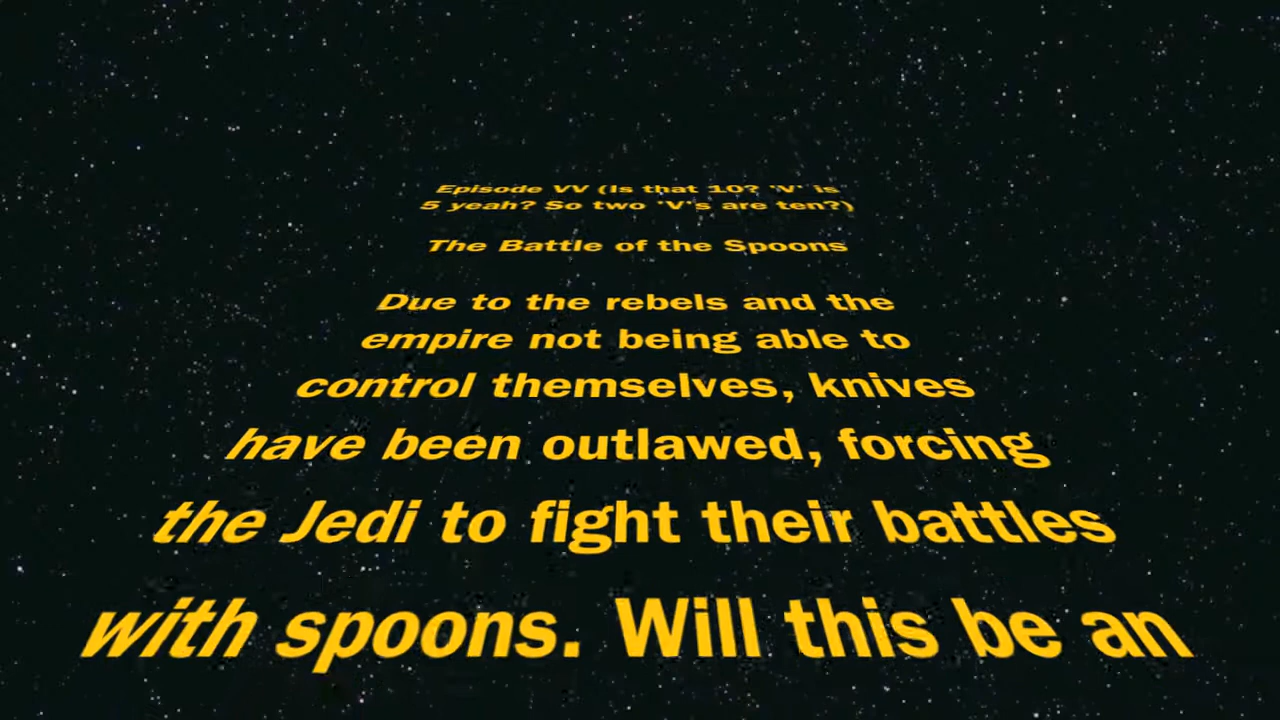 Episode VV (Is that 10? 'V' is
5 yeah? So two 'V's are ten?)
The Battle of the Spoons
Due to the rebels and the
empire not being able to
control themselves, knives
have been outlawed, forcing
the Jedi to fight their battles
with spoons. Will this be an